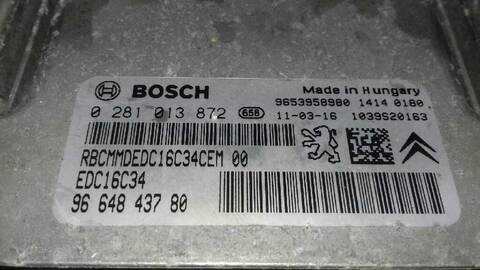 BOSCH
Made in Hungary
9653958980 1414 0180
0 281 013 872 658 11-03-16 1039S20163
RBCMMDEDC16C34CEM 00
EDC16C34
96 648 437 80